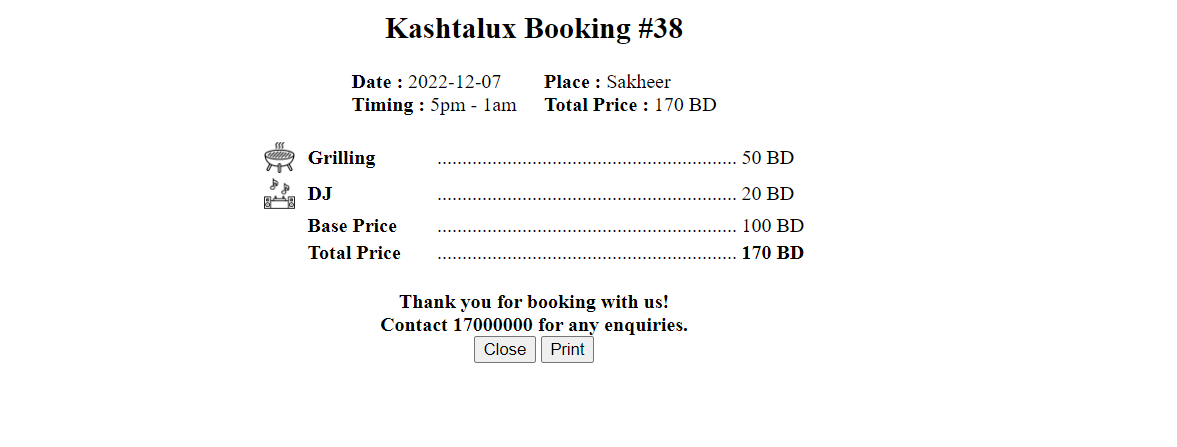 Kashtalux Booking #38
Date : 2022-12-07 Place : Sakheer
Timing : 5pm - 1am Total Price : 170 BD
Grilling ............................................................ 50 BD
DJ ............................................................ 20 BD
Base Price ............................................................ 100 BD
Total Price ............................................................ 170 BD
Thank you for booking with us!
Contact 17000000 for any enquiries.
Close Print